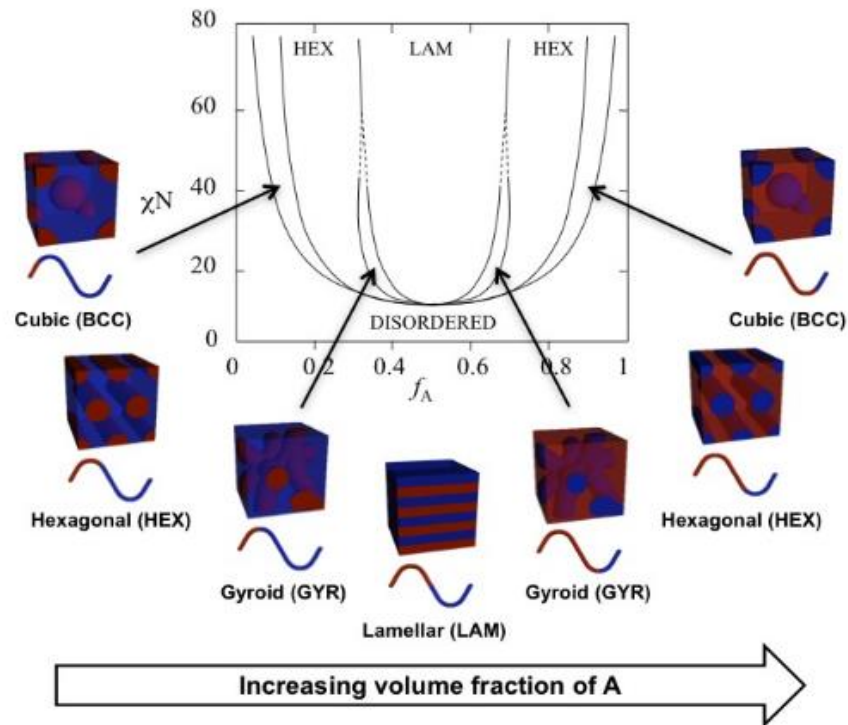 80
HEX
LAM
HEX
60
χN
40
20
DISORDERED
0
0
0.2
0.4
0.6
0.8
1
f_A
Cubic (BCC)
Cubic (BCC)
Hexagonal (HEX)
Hexagonal (HEX)
Gyroid (GYR)
Gyroid (GYR)
Lamellar (LAM)
Increasing volume fraction of A